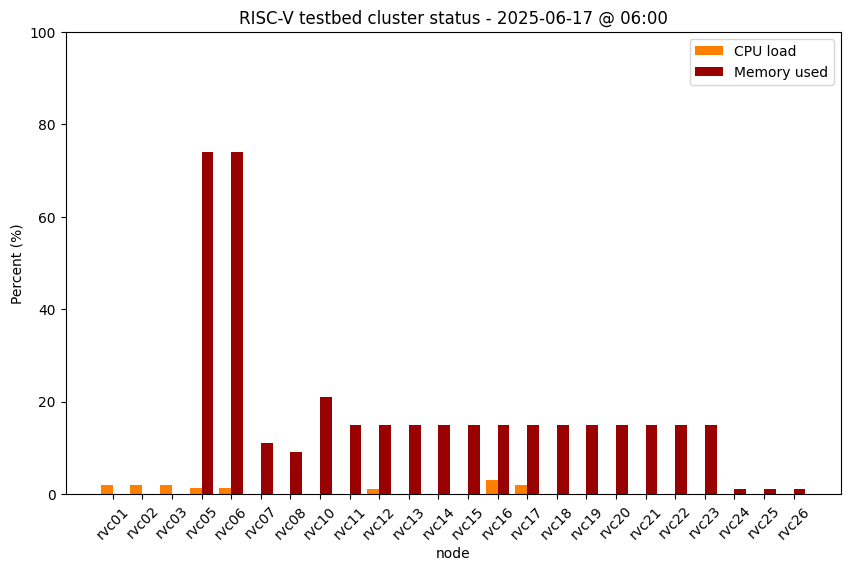 RISC-V testbed cluster status - 2025-06-17 @ 06:00
CPU load
Memory used
Percent (%)
100
80
60
40
20
0
rvc01
rvc02
rvc03
rvc05
rvc06
rvc07
rvc08
rvc10
rvc11
rvc12
rvc13
rvc14
rvc15
rvc16
rvc17
rvc18
rvc19
rvc20
rvc21
rvc22
rvc23
rvc24
rvc25
rvc26
node